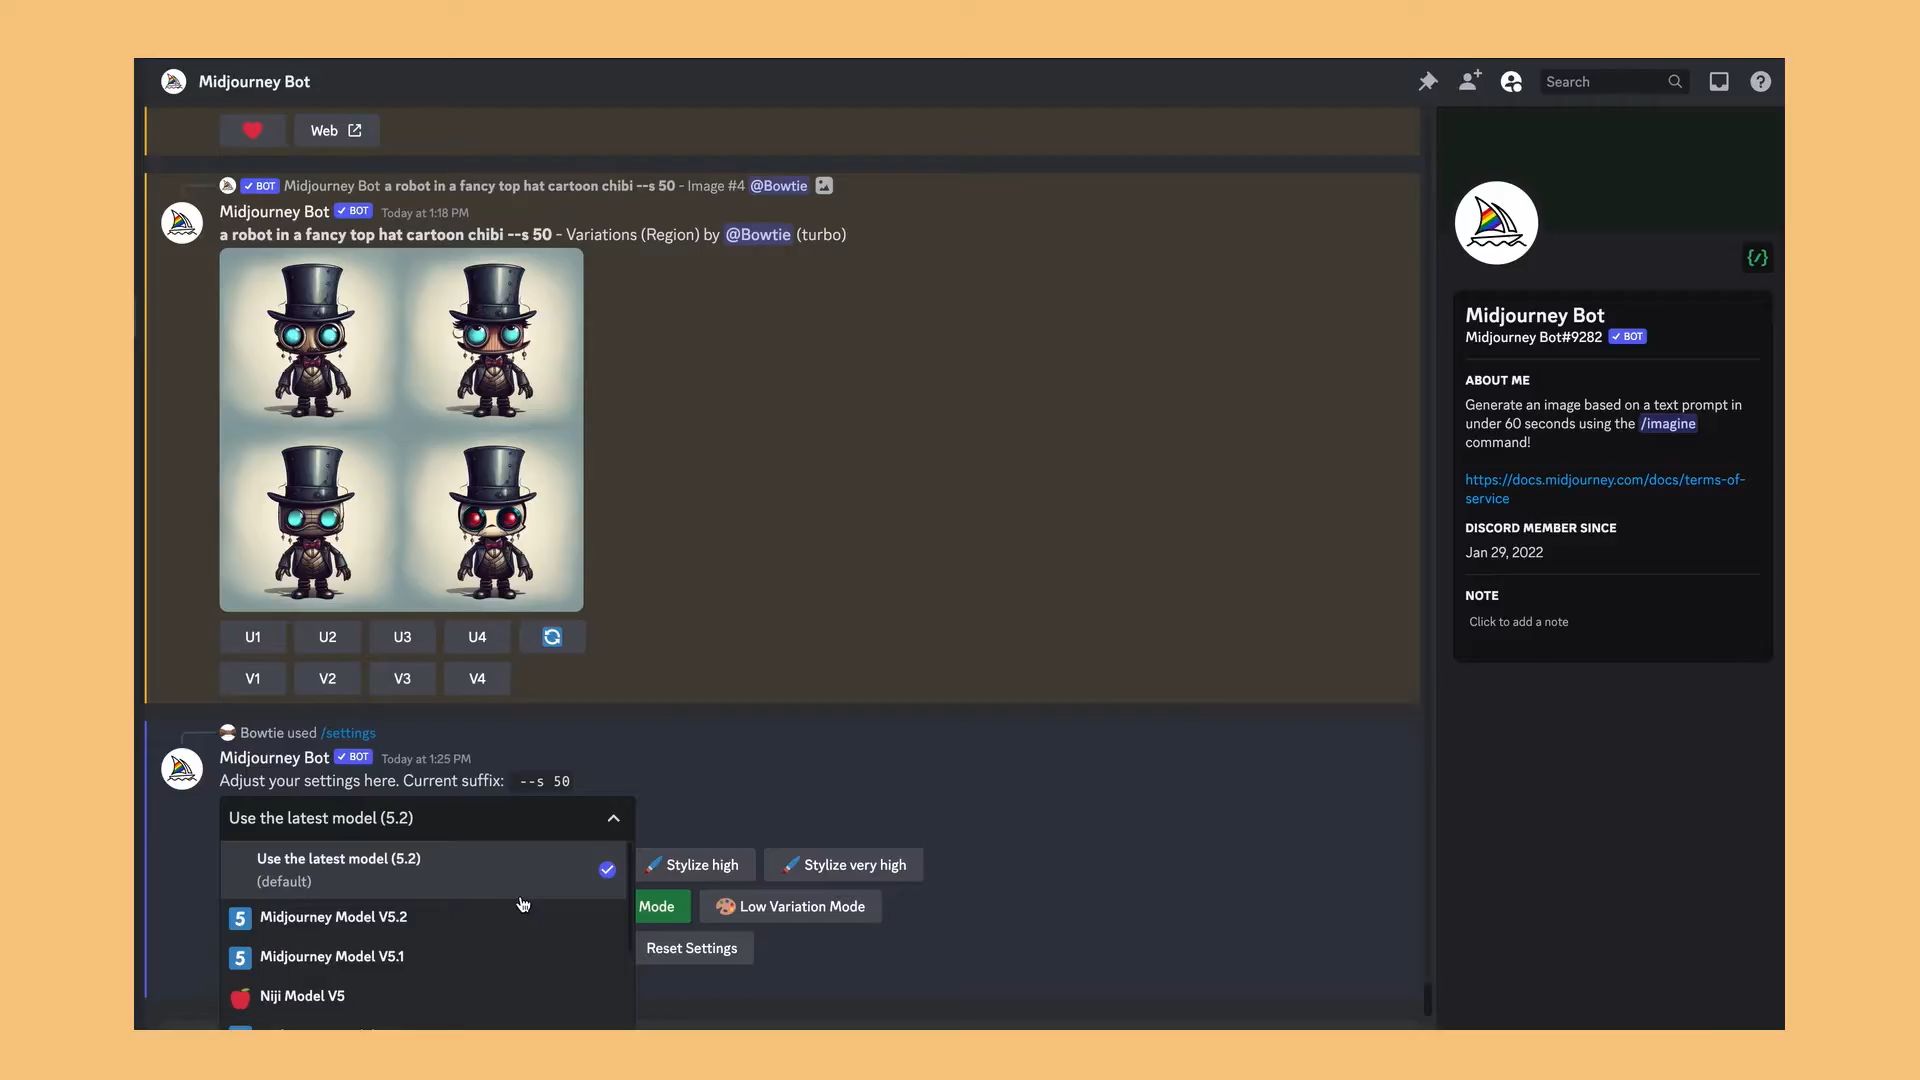 Midjourney Bot
Search
Web
BOT Midjourney Bot a robot in a fancy top hat cartoon chibi --s 50 - Image #4 @Bowtie
Midjourney Bot BOT Today at 1:18 PM
a robot in a fancy top hat cartoon chibi --s 50 - Variations (Region) by @Bowtie (turbo)
U1 U2 U3 U4
V1 V2 V3 V4
Bowtie used /settings
Midjourney Bot BOT Today at 1:25 PM
Adjust your settings here. Current suffix: --s 50
Use the latest model (5.2)
Use the latest model (5.2)
(default)
5 Midjourney Model V5.2
5 Midjourney Model V5.1
Niji Model V5
Stylize high Stylize very high
Mode Low Variation Mode
Reset Settings
{/}
Midjourney Bot
Midjourney Bot#9282 BOT
ABOUT ME
Generate an image based on a text prompt in
under 60 seconds using the /imagine
command!
https://docs.midjourney.com/docs/terms-of-
service
DISCORD MEMBER SINCE
Jan 29, 2022
NOTE
Click to add a note